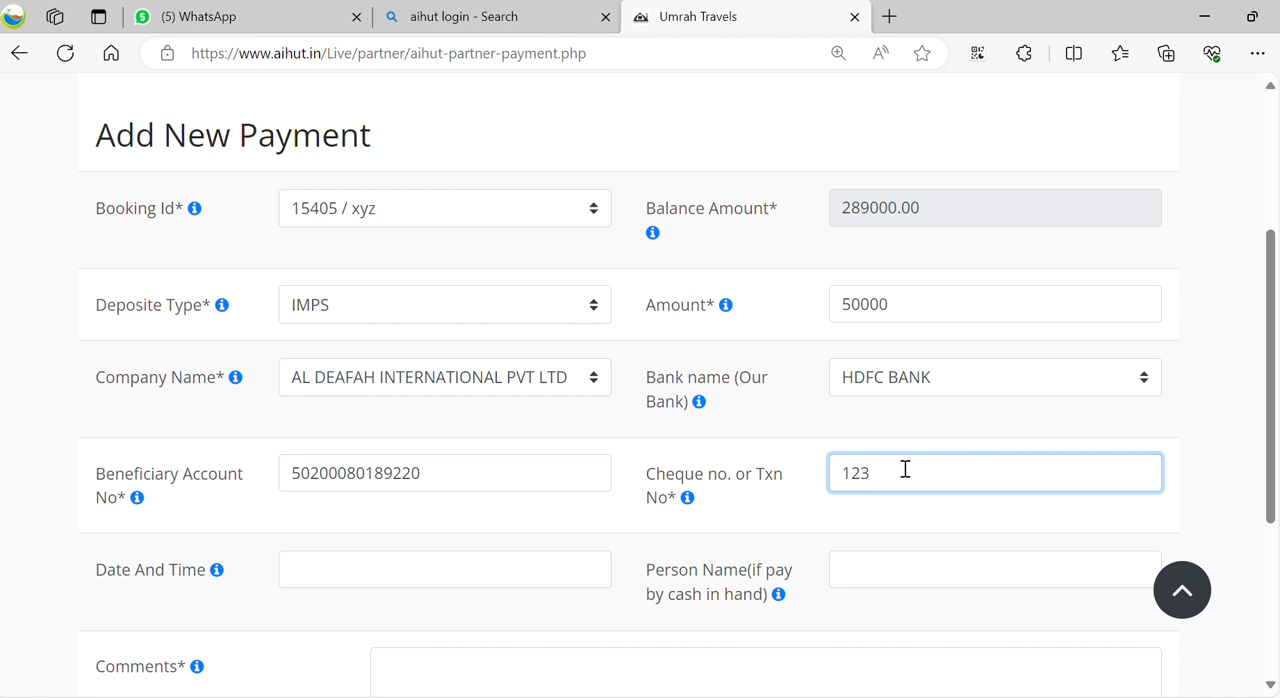 5 (5) WhatsApp
aihut login - Search
Umrah Travels
https://www.aihut.in/Live/partner/aihut-partner-payment.php
Add New Payment
Booking Id* 15405 / xyz Balance Amount* 289000.00
Deposite Type* IMPS Amount* 50000
Company Name* AL DEAFAH INTERNATIONAL PVT LTD Bank name (Our
Bank) HDFC BANK
Beneficiary Account
No* 50200080189220 Cheque no. or Txn
No* 123
Date And Time Person Name(if pay
by cash in hand)
Comments*